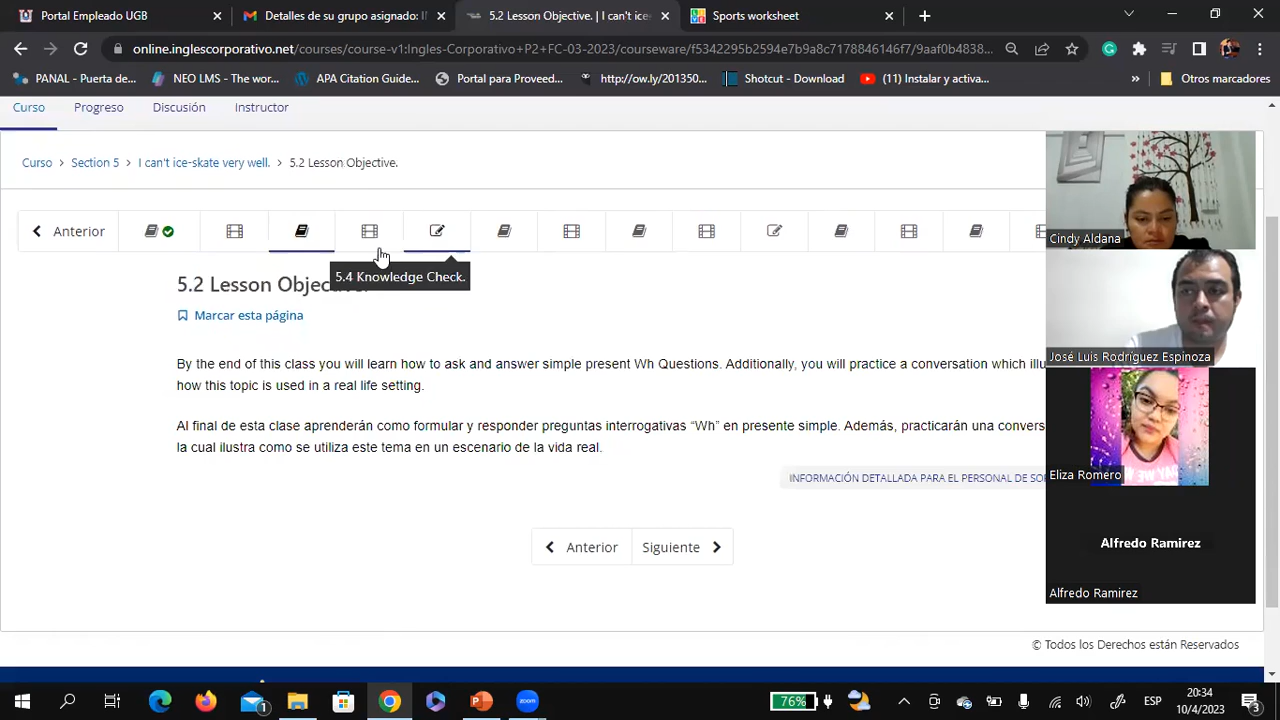 Portal Empleado UGB
Detalles de su grupo asignado: I
5.2 Lesson Objective. | I can't ice-
Sports worksheet
online.inglescorporativo.net/courses/course-v1:Ingles-Corporativo+P2+FC-03-2023/courseware/f5342295b2594e7b9a8c7178846146f7/9aaf0b4838...
PANAL - Puerta de...
NEO LMS - The wor...
APA Citation Guide...
Portal para Proveed...
http://ow.ly/201350...
Shotcut - Download
(11) Instalar y activa...
»
Otros marcadores
Curso
Progreso
Discusión
Instructor
Curso > Section 5 > I can't ice-skate very well. > 5.2 Lesson Objective.
Anterior
5.4 Knowledge Check.
5.2 Lesson Objec
Marcar esta página
By the end of this class you will learn how to ask and answer simple present Wh Questions. Additionally, you will practice a conversation which illu
how this topic is used in a real life setting.
Al final de esta clase aprenderán como formular y responder preguntas interrogativas “Wh” en presente simple. Además, practicarán una convers
la cual ilustra como se utiliza este tema en un escenario de la vida real.
INFORMACIÓN DETALLADA PARA EL PERSONAL DE SO
Anterior
Siguiente
© Todos los Derechos están Reservados
Cindy Aldana
José Luis Rodríguez Espinoza
Eliza Romero
Alfredo Ramirez
Alfredo Ramirez
1
76%
ESP
20:34
10/4/2023
3